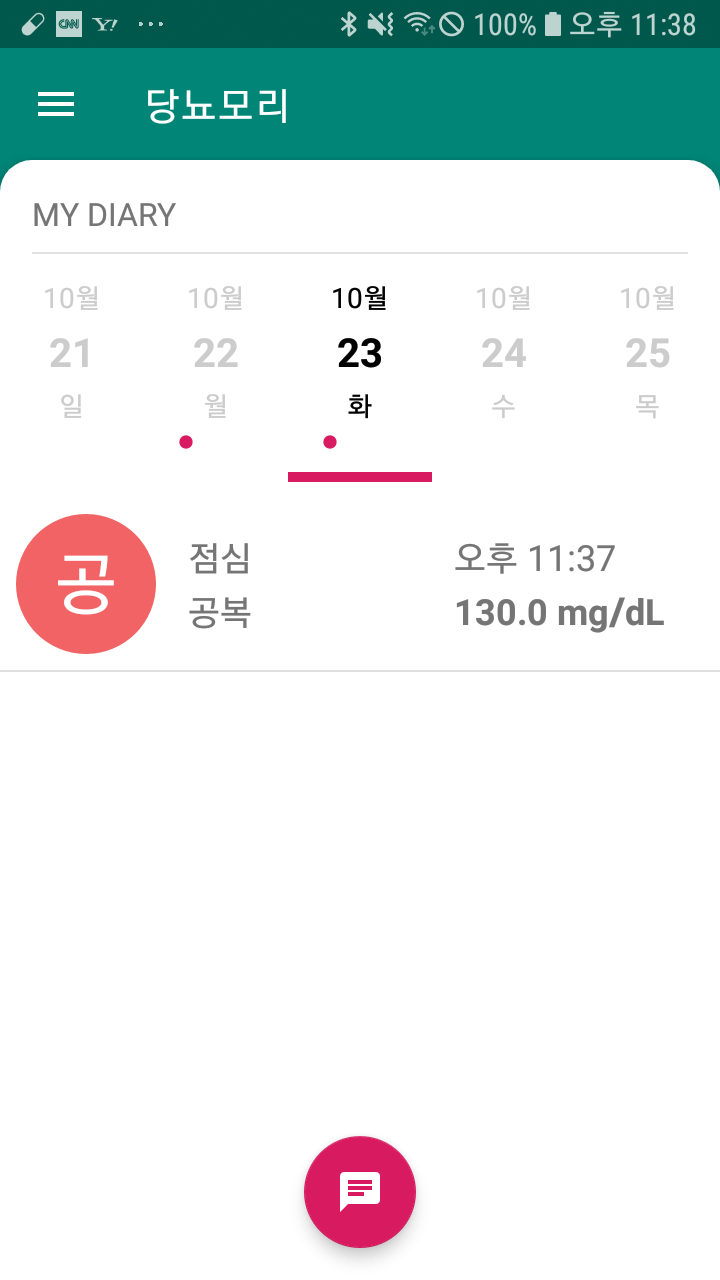 CNN Y! 100% 오후 11:38
당뇨모리
MY DIARY
10월 10월 10월 10월 10월
21 22 23 24 25
일 월 화 수 목
공
점심 오후 11:37
공복 130.0 mg/dL